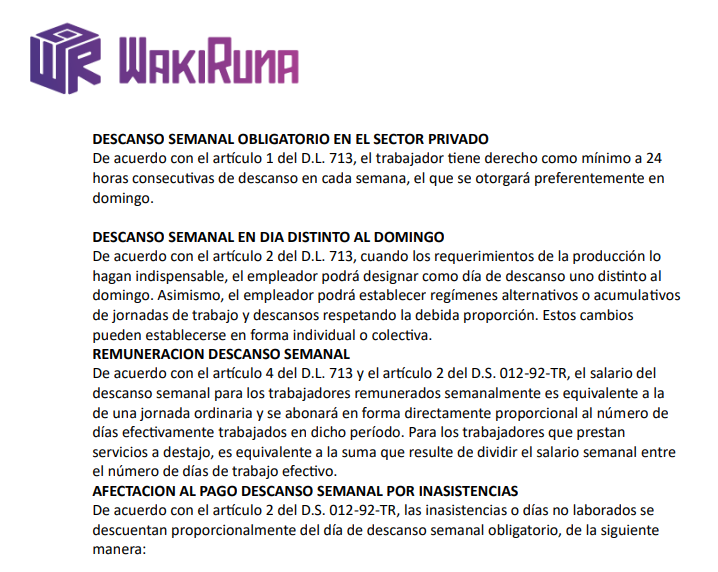 WAKIRUNA
DESCANSO SEMANAL OBLIGATORIO EN EL SECTOR PRIVADO
De acuerdo con el artículo 1 del D.L. 713, el trabajador tiene derecho como mínimo a 24
horas consecutivas de descanso en cada semana, el que se otorgará preferentemente en
domingo.
DESCANSO SEMANAL EN DIA DISTINTO AL DOMINGO
De acuerdo con el artículo 2 del D.L. 713, cuando los requerimientos de la producción lo
hagan indispensable, el empleador podrá designar como día de descanso uno distinto al
domingo. Asimismo, el empleador podrá establecer regímenes alternativos o acumulativos
de jornadas de trabajo y descansos respetando la debida proporción. Estos cambios
pueden establecerse en forma individual o colectiva.
REMUNERACION DESCANSO SEMANAL
De acuerdo con el artículo 4 del D.L. 713 y el artículo 2 del D.S. 012-92-TR, el salario del
descanso semanal para los trabajadores remunerados semanalmente es equivalente a la
de una jornada ordinaria y se abonará en forma directamente proporcional al número de
días efectivamente trabajados en dicho período. Para los trabajadores que prestan
servicios a destajo, es equivalente a la suma que resulte de dividir el salario semanal entre
el número de días de trabajo efectivo.
AFECTACION AL PAGO DESCANSO SEMANAL POR INASISTENCIAS
De acuerdo con el artículo 2 del D.S. 012-92-TR, las inasistencias o días no laborados se
descuentan proporcionalmente del día de descanso semanal obligatorio, de la siguiente
manera: